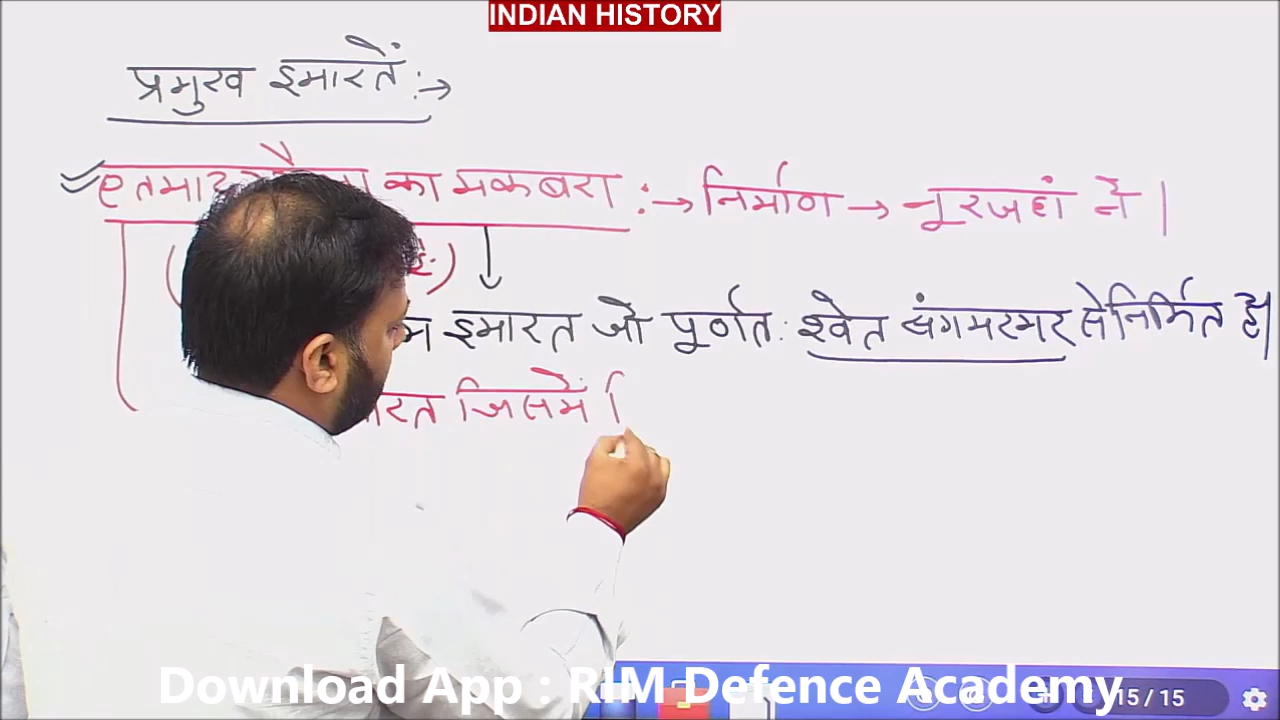 INDIAN HISTORY
प्रमुख इमारतें :→
का मकबरा :→ निर्माण → नूरजहां ने |
इमारत जो पूर्णत: श्वेत संगमरमर से निर्मित है।
जिसमें
Download App : RIM Defence Academy
15 / 15